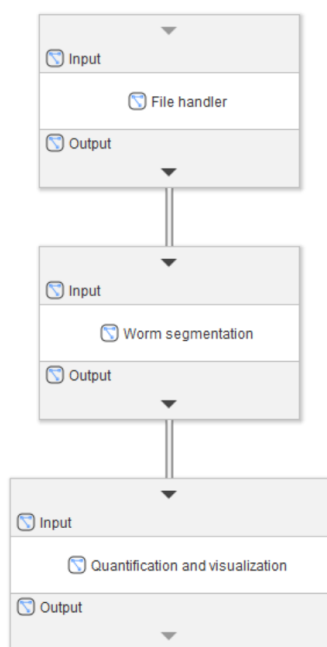 Input
File handler
Output
Input
Worm segmentation
Output
Input
Quantification and visualization
Output